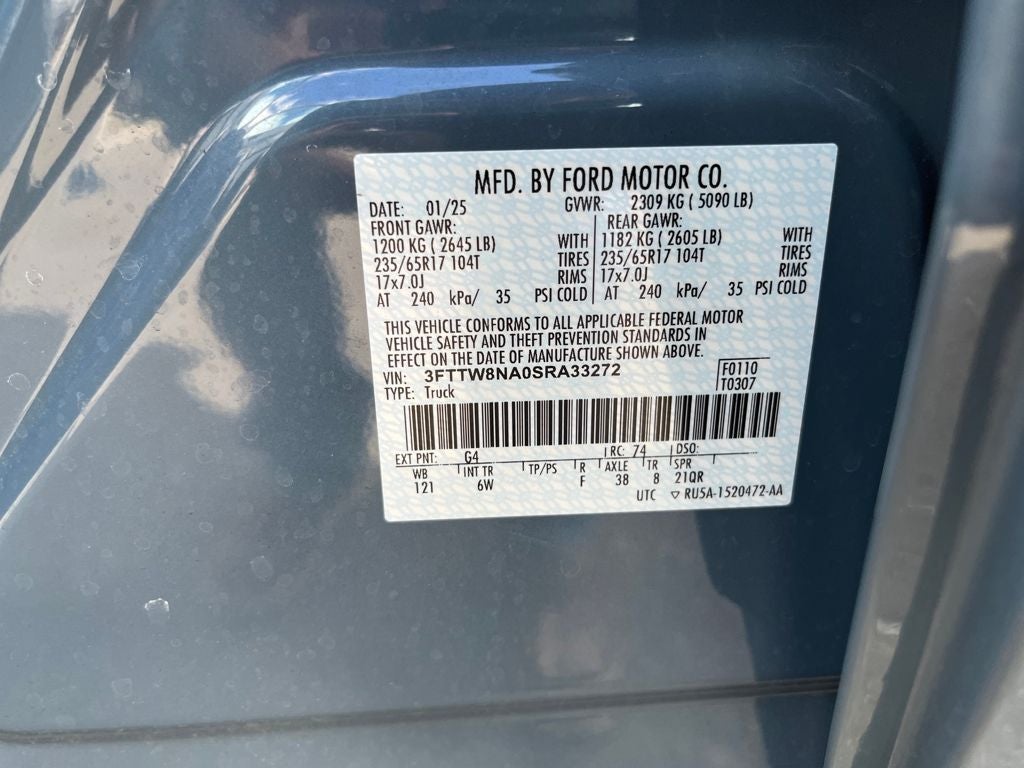 MFD. BY FORD MOTOR CO.
DATE: 01/25 GVWR: 2309 KG ( 5090 LB)
FRONT GAWR: REAR GAWR:
1200 KG ( 2645 LB) WITH 1182 KG ( 2605 LB) WITH
235/65R17 104T TIRES 235/65R17 104T TIRES
17x7.0J RIMS 17x7.0J RIMS
AT 240 kPa/ 35 PSI COLD AT 240 kPa/ 35 PSI COLD
THIS VEHICLE CONFORMS TO ALL APPLICABLE FEDERAL MOTOR
VEHICLE SAFETY AND THEFT PREVENTION STANDARDS IN
EFFECT ON THE DATE OF MANUFACTURE SHOWN ABOVE.
VIN: 3FTTW8NA0SRA33272 F0110
TYPE: Truck T0307
EXT PNT: G4 RC: 74 DSO:
WB INT TR TP/PS R AXLE TR SPR
121 6W F 38 8 21QR
UTC ▽ RU5A-1520472-AA